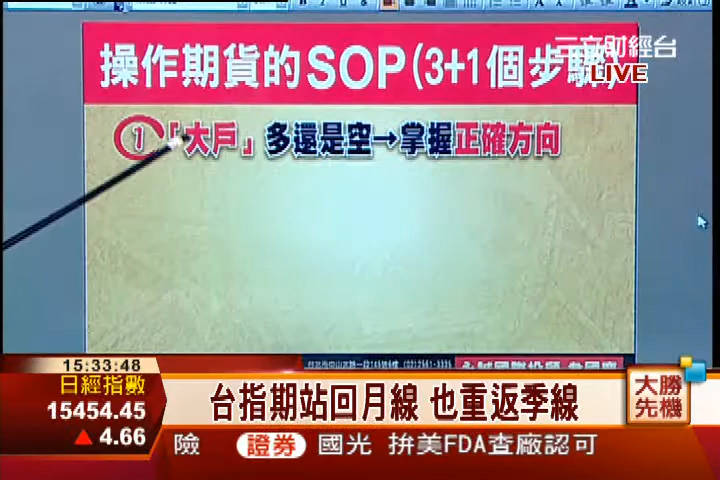 三立財經台
LIVE
操作期貨的SOP(3+1個步驟)
①「大戶」多還是空→掌握正確方向
15:33:48
日經指數
15454.45
▲ 4.66
台指期站回月線 也重返季線
大勝
先機
險 證券 國光 拚美FDA查廠認可